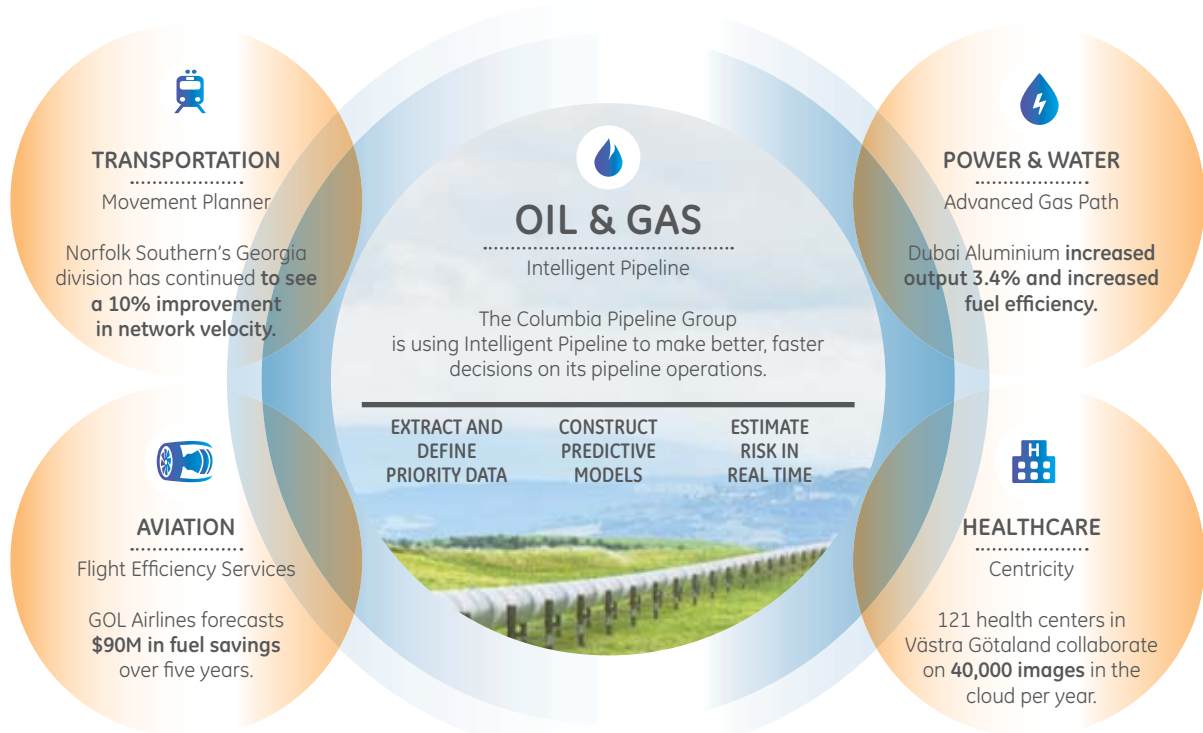 TRANSPORTATION
Movement Planner
Norfolk Southern's Georgia
division has continued to see
a 10% improvement
in network velocity.
AVIATION
Flight Efficiency Services
GOL Airlines forecasts
$90M in fuel savings
over five years.
OIL & GAS
Intelligent Pipeline
The Columbia Pipeline Group
is using Intelligent Pipeline to make better, faster
decisions on its pipeline operations.
EXTRACT AND
DEFINE
PRIORITY DATA
CONSTRUCT
PREDICTIVE
MODELS
ESTIMATE
RISK IN
REAL TIME
POWER & WATER
Advanced Gas Path
Dubai Aluminium increased
output 3.4% and increased
fuel efficiency.
H
HEALTHCARE
Centricity
121 health centers in
Västra Götaland collaborate
on 40,000 images in the
cloud per year.